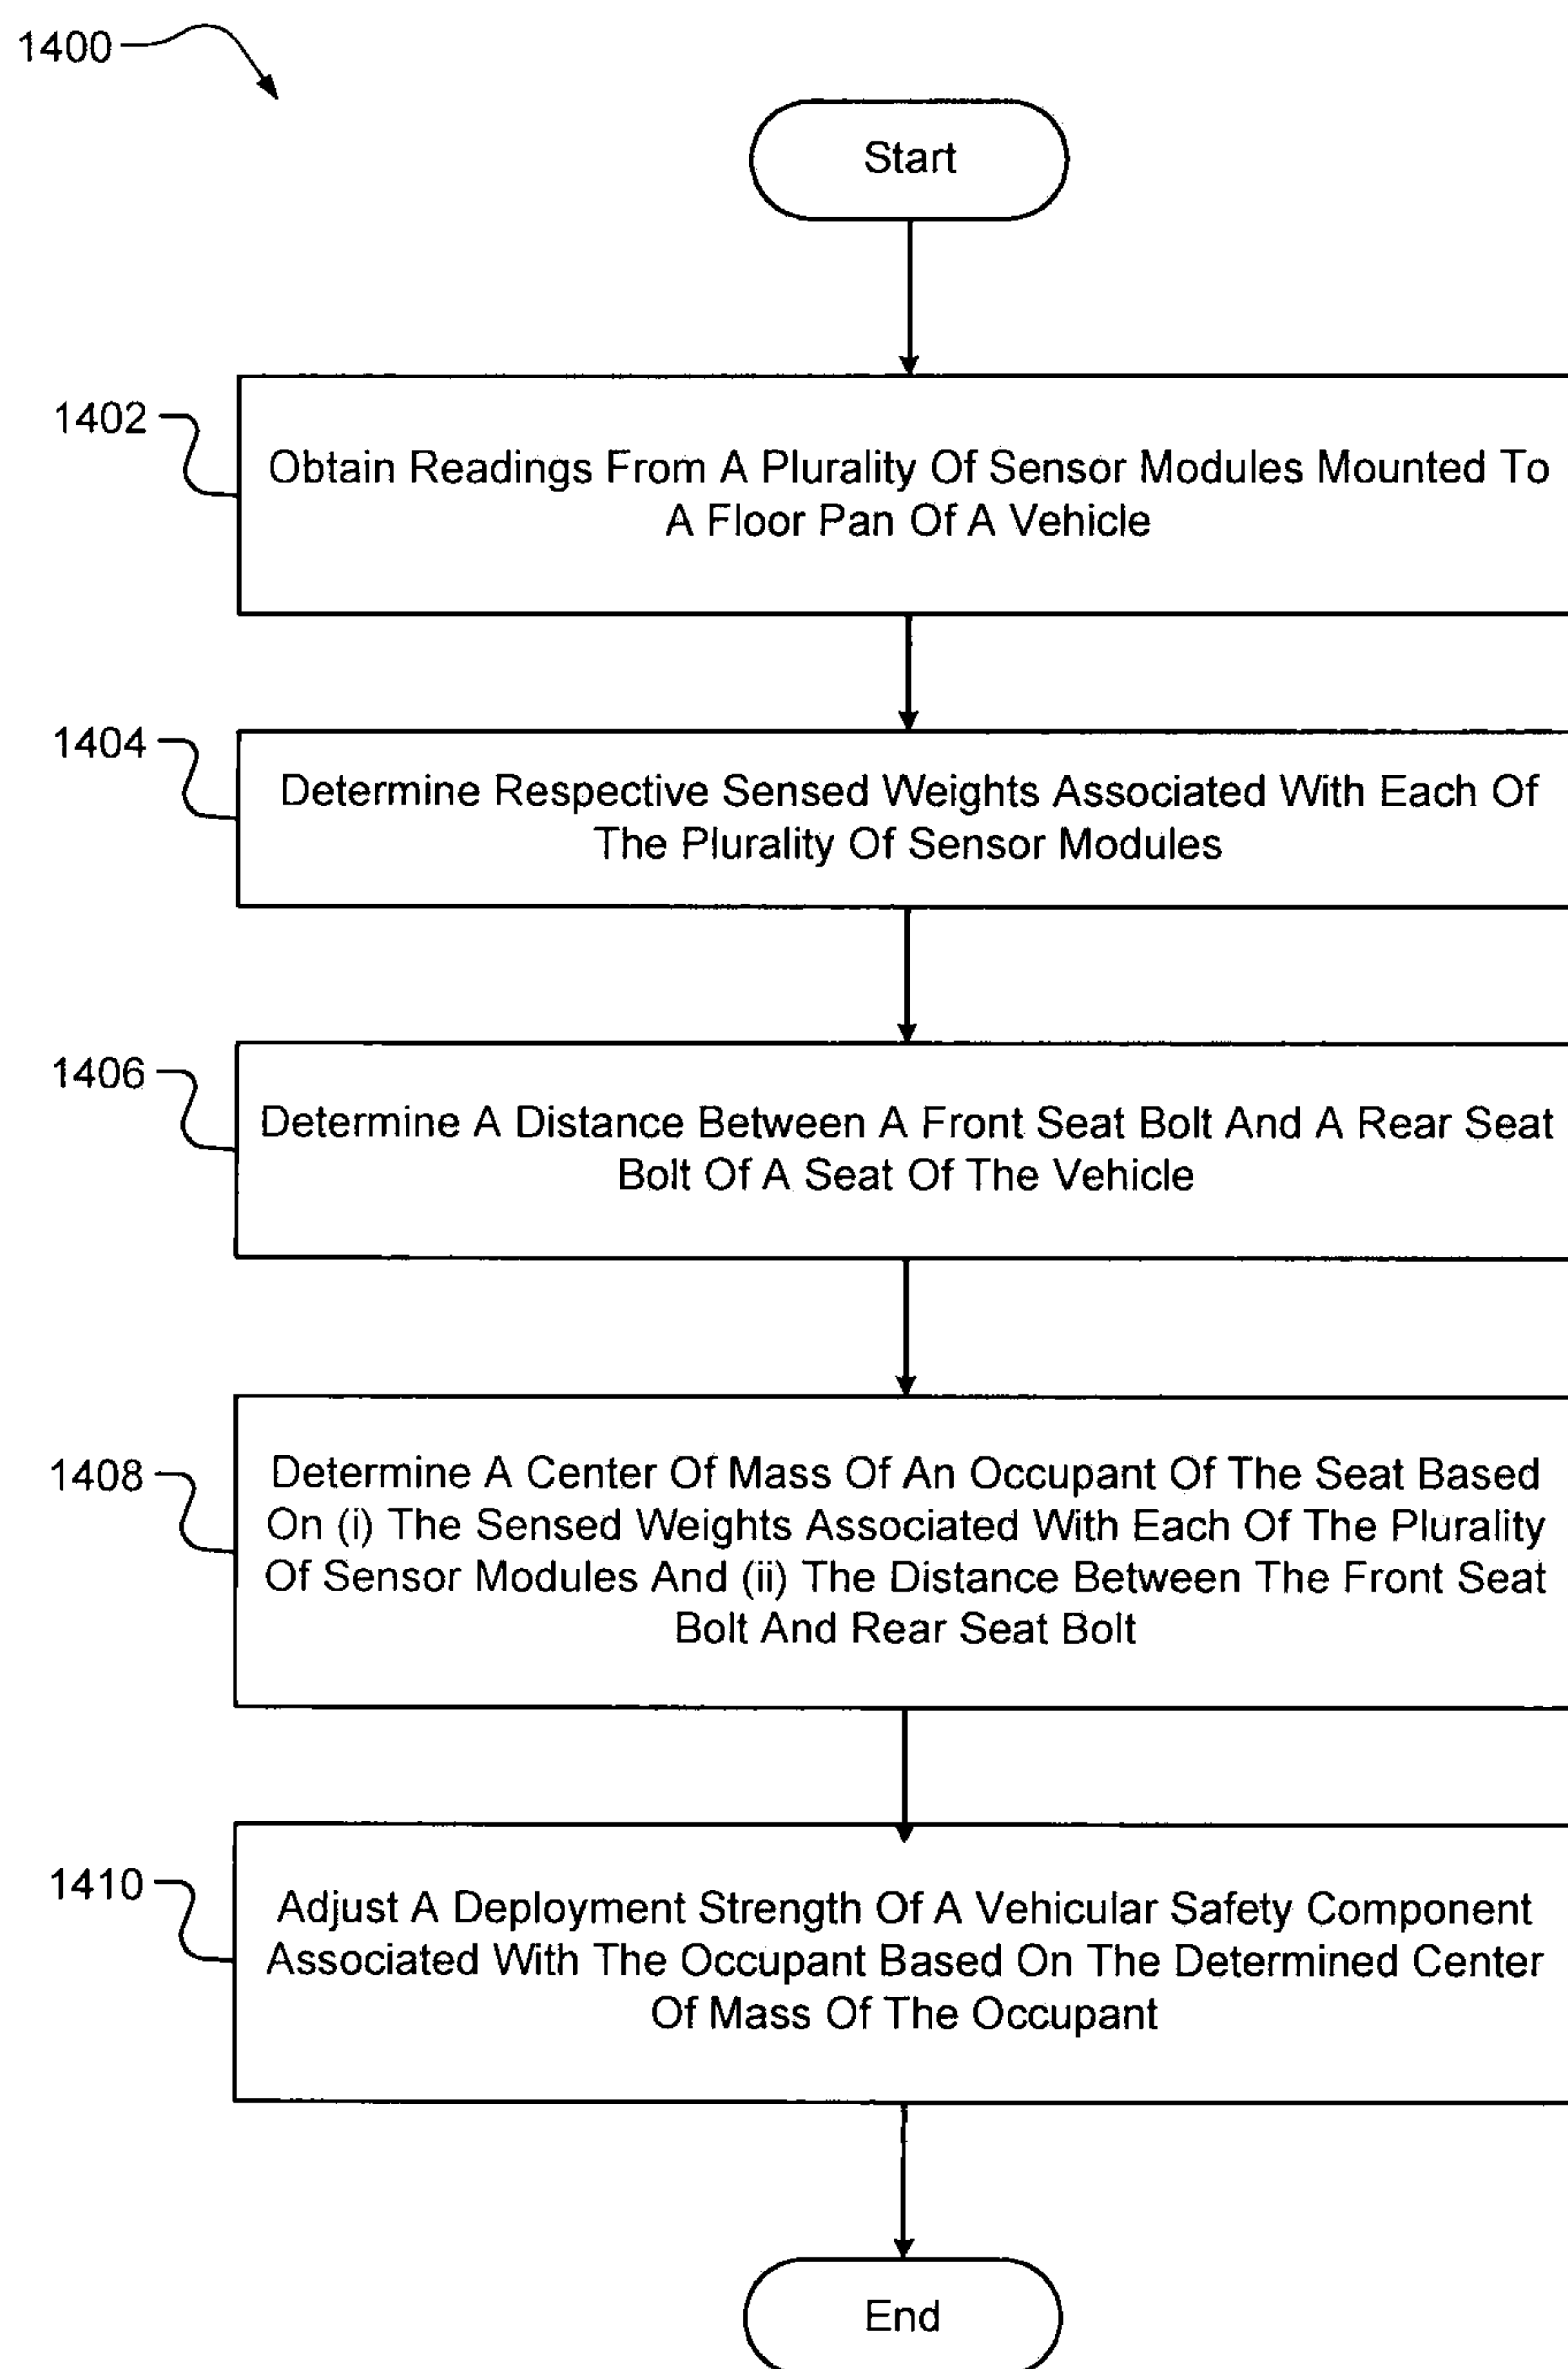 1400
Start
1402
Obtain Readings From A Plurality Of Sensor Modules Mounted To
A Floor Pan Of A Vehicle
1404
Determine Respective Sensed Weights Associated With Each Of
The Plurality Of Sensor Modules
1406
Determine A Distance Between A Front Seat Bolt And A Rear Seat
Bolt Of A Seat Of The Vehicle
1408
Determine A Center Of Mass Of An Occupant Of The Seat Based
On (i) The Sensed Weights Associated With Each Of The Plurality
Of Sensor Modules And (ii) The Distance Between The Front Seat
Bolt And Rear Seat Bolt
1410
Adjust A Deployment Strength Of A Vehicular Safety Component
Associated With The Occupant Based On The Determined Center
Of Mass Of The Occupant
End